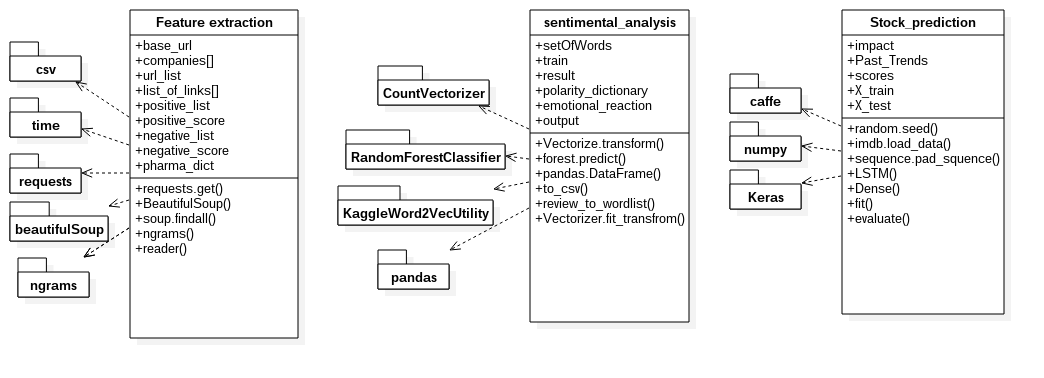 Feature extraction
+base_url
+companies[]
+url_list
+list_of_links[]
+positive_list
+positive_score
+negative_list
+negative_score
+pharma_dict
+requests.get()
+BeautifulSoup()
+soup.findall()
+ngrams()
+reader()
csv
time
requests
beautifulSoup
ngrams
sentimental_analysis
+setOfWords
+train
+result
+polarity_dictionary
+emotional_reaction
+output
+Vectorize.transform()
+forest.predict()
+pandas.DataFrame()
+to_csv()
+review_to_wordlist()
+Vectorizer.fit_transfrom()
CountVectorizer
RandomForestClassifier
KaggleWord2VecUtility
pandas
Stock_prediction
+impact
+Past_Trends
+scores
+X_train
+X_test
+random.seed()
+imdb.load_data()
+sequence.pad_squence()
+LSTM()
+Dense()
+fit()
+evaluate()
caffe
numpy
Keras